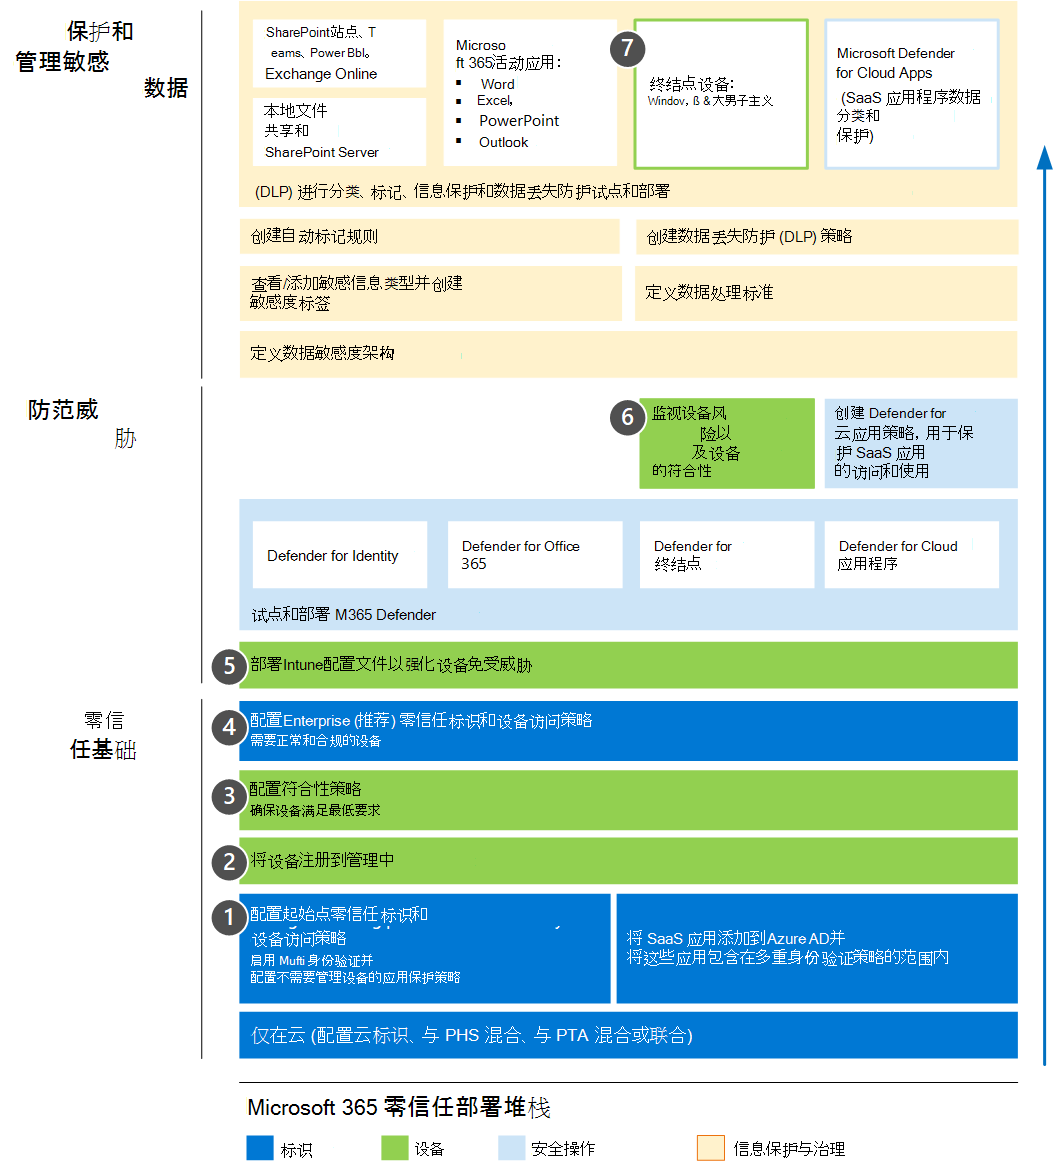 保护和
管理敏感
数据
SharePoint站点、T
eams、Power Bbl。
Exchange Online
本地文件
共享和
SharePoint Server
Microso
ft 365活动应用：
▪ Word
▪ Excel，
▪ PowerPoint
▪ Outlook
7
终结点设备：
Windov，ß &大男子主义
Microsoft Defender
for Cloud Apps
(SaaS 应用程序数据
分类和
保护)
(DLP) 进行分类、标记、信息保护和数据丢失防护试点和部署
创建自动标记规则
创建数据丢失防护 (DLP) 策略
查看/添加敏感信息类型并创建
敏感度标签
定义数据处理标准
定义数据敏感度架构
防范威
胁
6
监视设备风
险以
及设备
的符合性
创建 Defender for
云应用策略，用于保
护 SaaS 应用
的访问和使用
Defender for Identity
Defender for Office
365
Defender for
终结点
Defender for Cloud
应用程序
试点和部署 M365 Defender
5
部署Intune配置文件以强化设备免受威胁
零信
任基础
4
配置Enterprise (推荐) 零信任标识和设备访问策略
需要正常和合规的设备
3
配置符合性策略
确保设备满足最低要求
2
将设备注册到管理中
1
配置起始点零信任标识和
设备访问策略
启用 Mufti 身份验证并
配置不需要管理设备的应用保护策略
将 SaaS 应用添加到Azure AD并
将这些应用包含在多重身份验证策略的范围内
仅在云 (配置云标识、与 PHS 混合、与 PTA 混合或联合)
Microsoft 365 零信任部署堆栈
标识
设备
安全操作
信息保护与治理